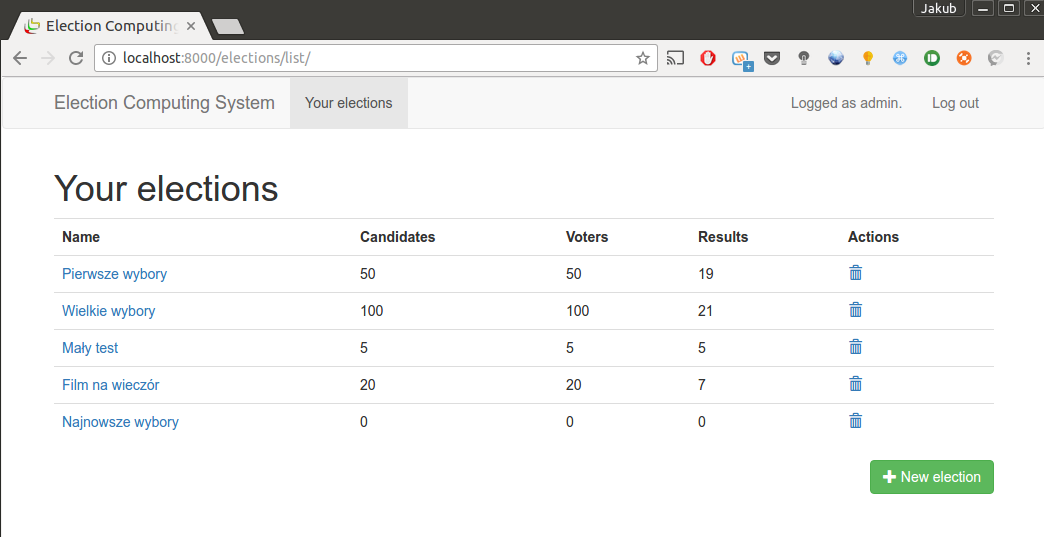 Jakub
Election Computing
localhost:8000/elections/list/
Election Computing System Your elections Logged as admin. Log out
Your elections
Name Candidates Voters Results Actions
Pierwsze wybory 50 50 19
Wielkie wybory 100 100 21
Mały test 5 5 5
Film na wieczór 20 20 7
Najnowsze wybory 0 0 0
New election